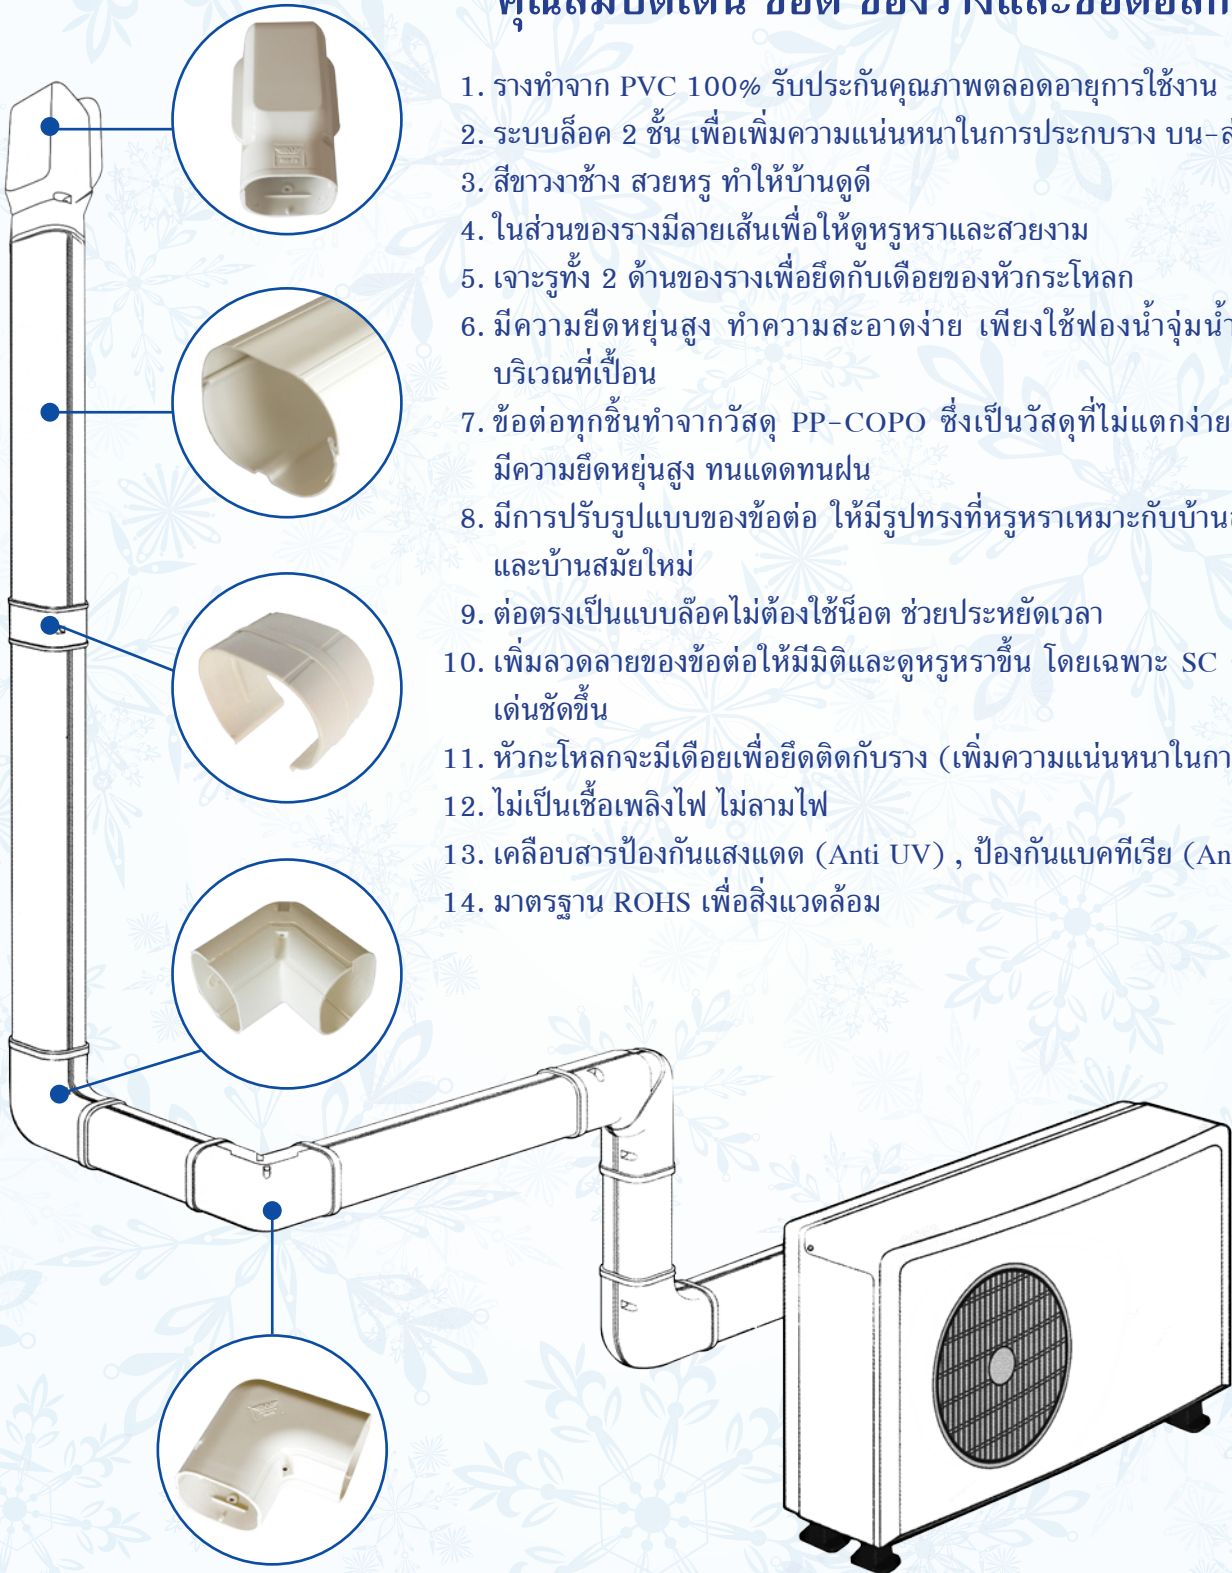 1. รางทำจาก PVC 100% รับประกันคุณภาพตลอดอายุการใช้งาน
2. ระบบล็อค 2 ชั้น เพื่อเพิ่มความแน่นหนาในการประกบราง บน-
3. สีขาวงาช้าง สวยหรู ทำให้บ้านดูดี
4. ในส่วนของรางมีลายเส้นเพื่อให้ดูหรูหราและสวยงาม
5. เจาะรูทั้ง 2 ด้านของรางเพื่อยึดกับเดือยของหัวกระโหลก
6. มีความยืดหยุ่นสูง ทำความสะอาดง่าย เพียงใช้ฟองน้ำจุ่มน้ำ
บริเวณที่เปื้อน
7. ข้อต่อทุกชิ้นทำจากวัสดุ PP-COPO ซึ่งเป็นวัสดุที่ไม่แตกง่าย
มีความยืดหยุ่นสูง ทนแดดทนฝน
8. มีการปรับรูปแบบของข้อต่อ ให้มีรูปทรงที่หรูหราเหมาะกับบ้าน
และบ้านสมัยใหม่
9. ต่อตรงเป็นแบบล๊อคไม่ต้องใช้น็อต ช่วยประหยัดเวลา
10. เพิ่มลวดลายของข้อต่อให้มีมิติและดูหรูหราขึ้น โดยเฉพาะ SC
เด่นชัดขึ้น
11. หัวกะโหลกจะมีเดือยเพื่อยึดติดกับราง (เพิ่มความแน่นหนาในกา
12. ไม่เป็นเชื้อเพลิงไฟ ไม่ลามไฟ
13. เคลือบสารป้องกันแสงแดด (Anti UV) , ป้องกันแบคทีเรีย (An
14. มาตรฐาน ROHS เพื่อสิ่งแวดล้อม